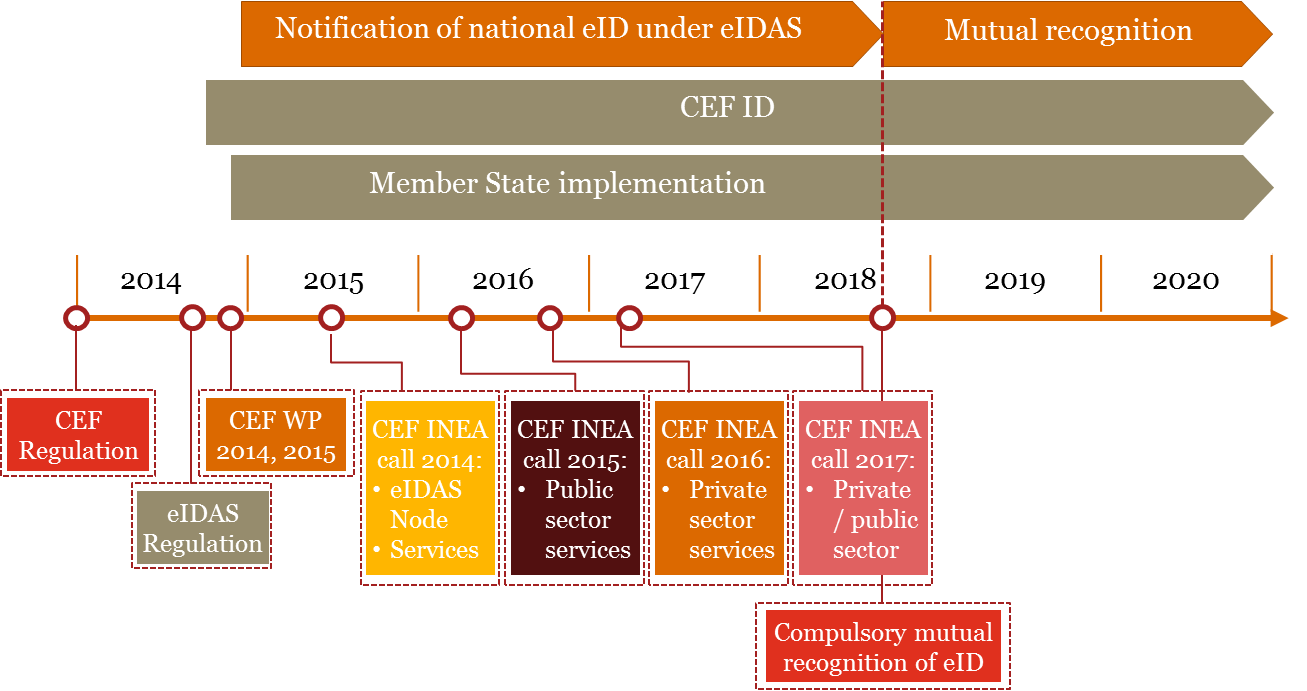 Notification of national eID under eIDAS
Mutual recognition
CEF ID
Member State implementation
2014
2015
2016
2017
2018
2019
2020
CEF
Regulation
eIDAS
Regulation
CEF WP
2014, 2015
CEF INEA
call 2014:
• eIDAS
Node
• Services
CEF INEA
call 2015:
• Public
sector
services
CEF INEA
call 2016:
• Private
sector
services
CEF INEA
call 2017:
• Private
/ public
sector
Compulsory mutual
recognition of eID